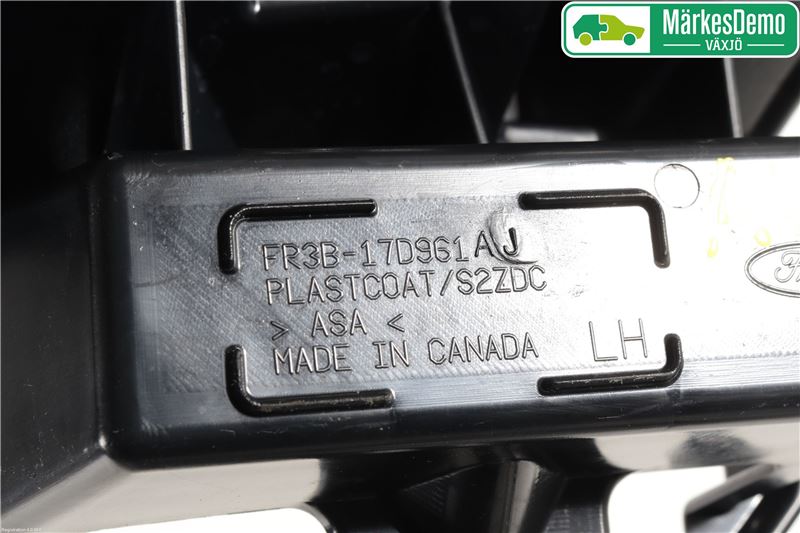 MärkesDemo
VÄXJÖ
FR3B-17D961AJ
PLASTCOAT/S2ZDC
> ASA <
MADE IN CANADA
LH